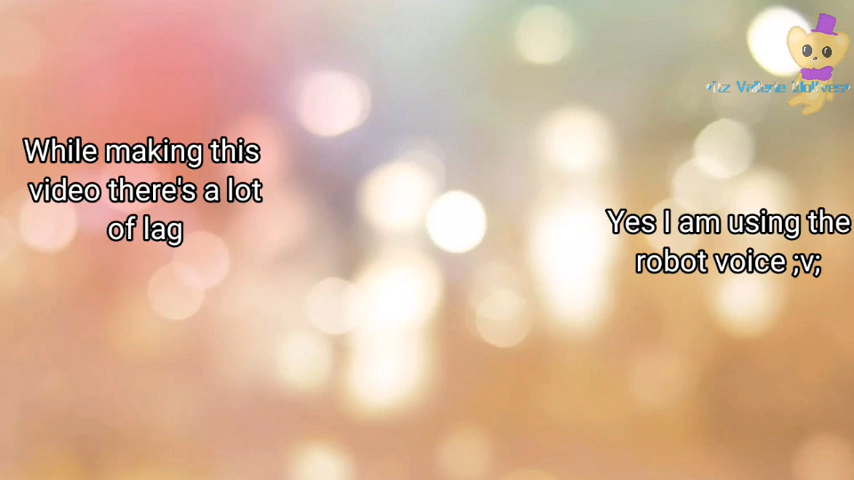 While making this
video there's a lot
of lag
Yes I am using the
robot voice ;v;